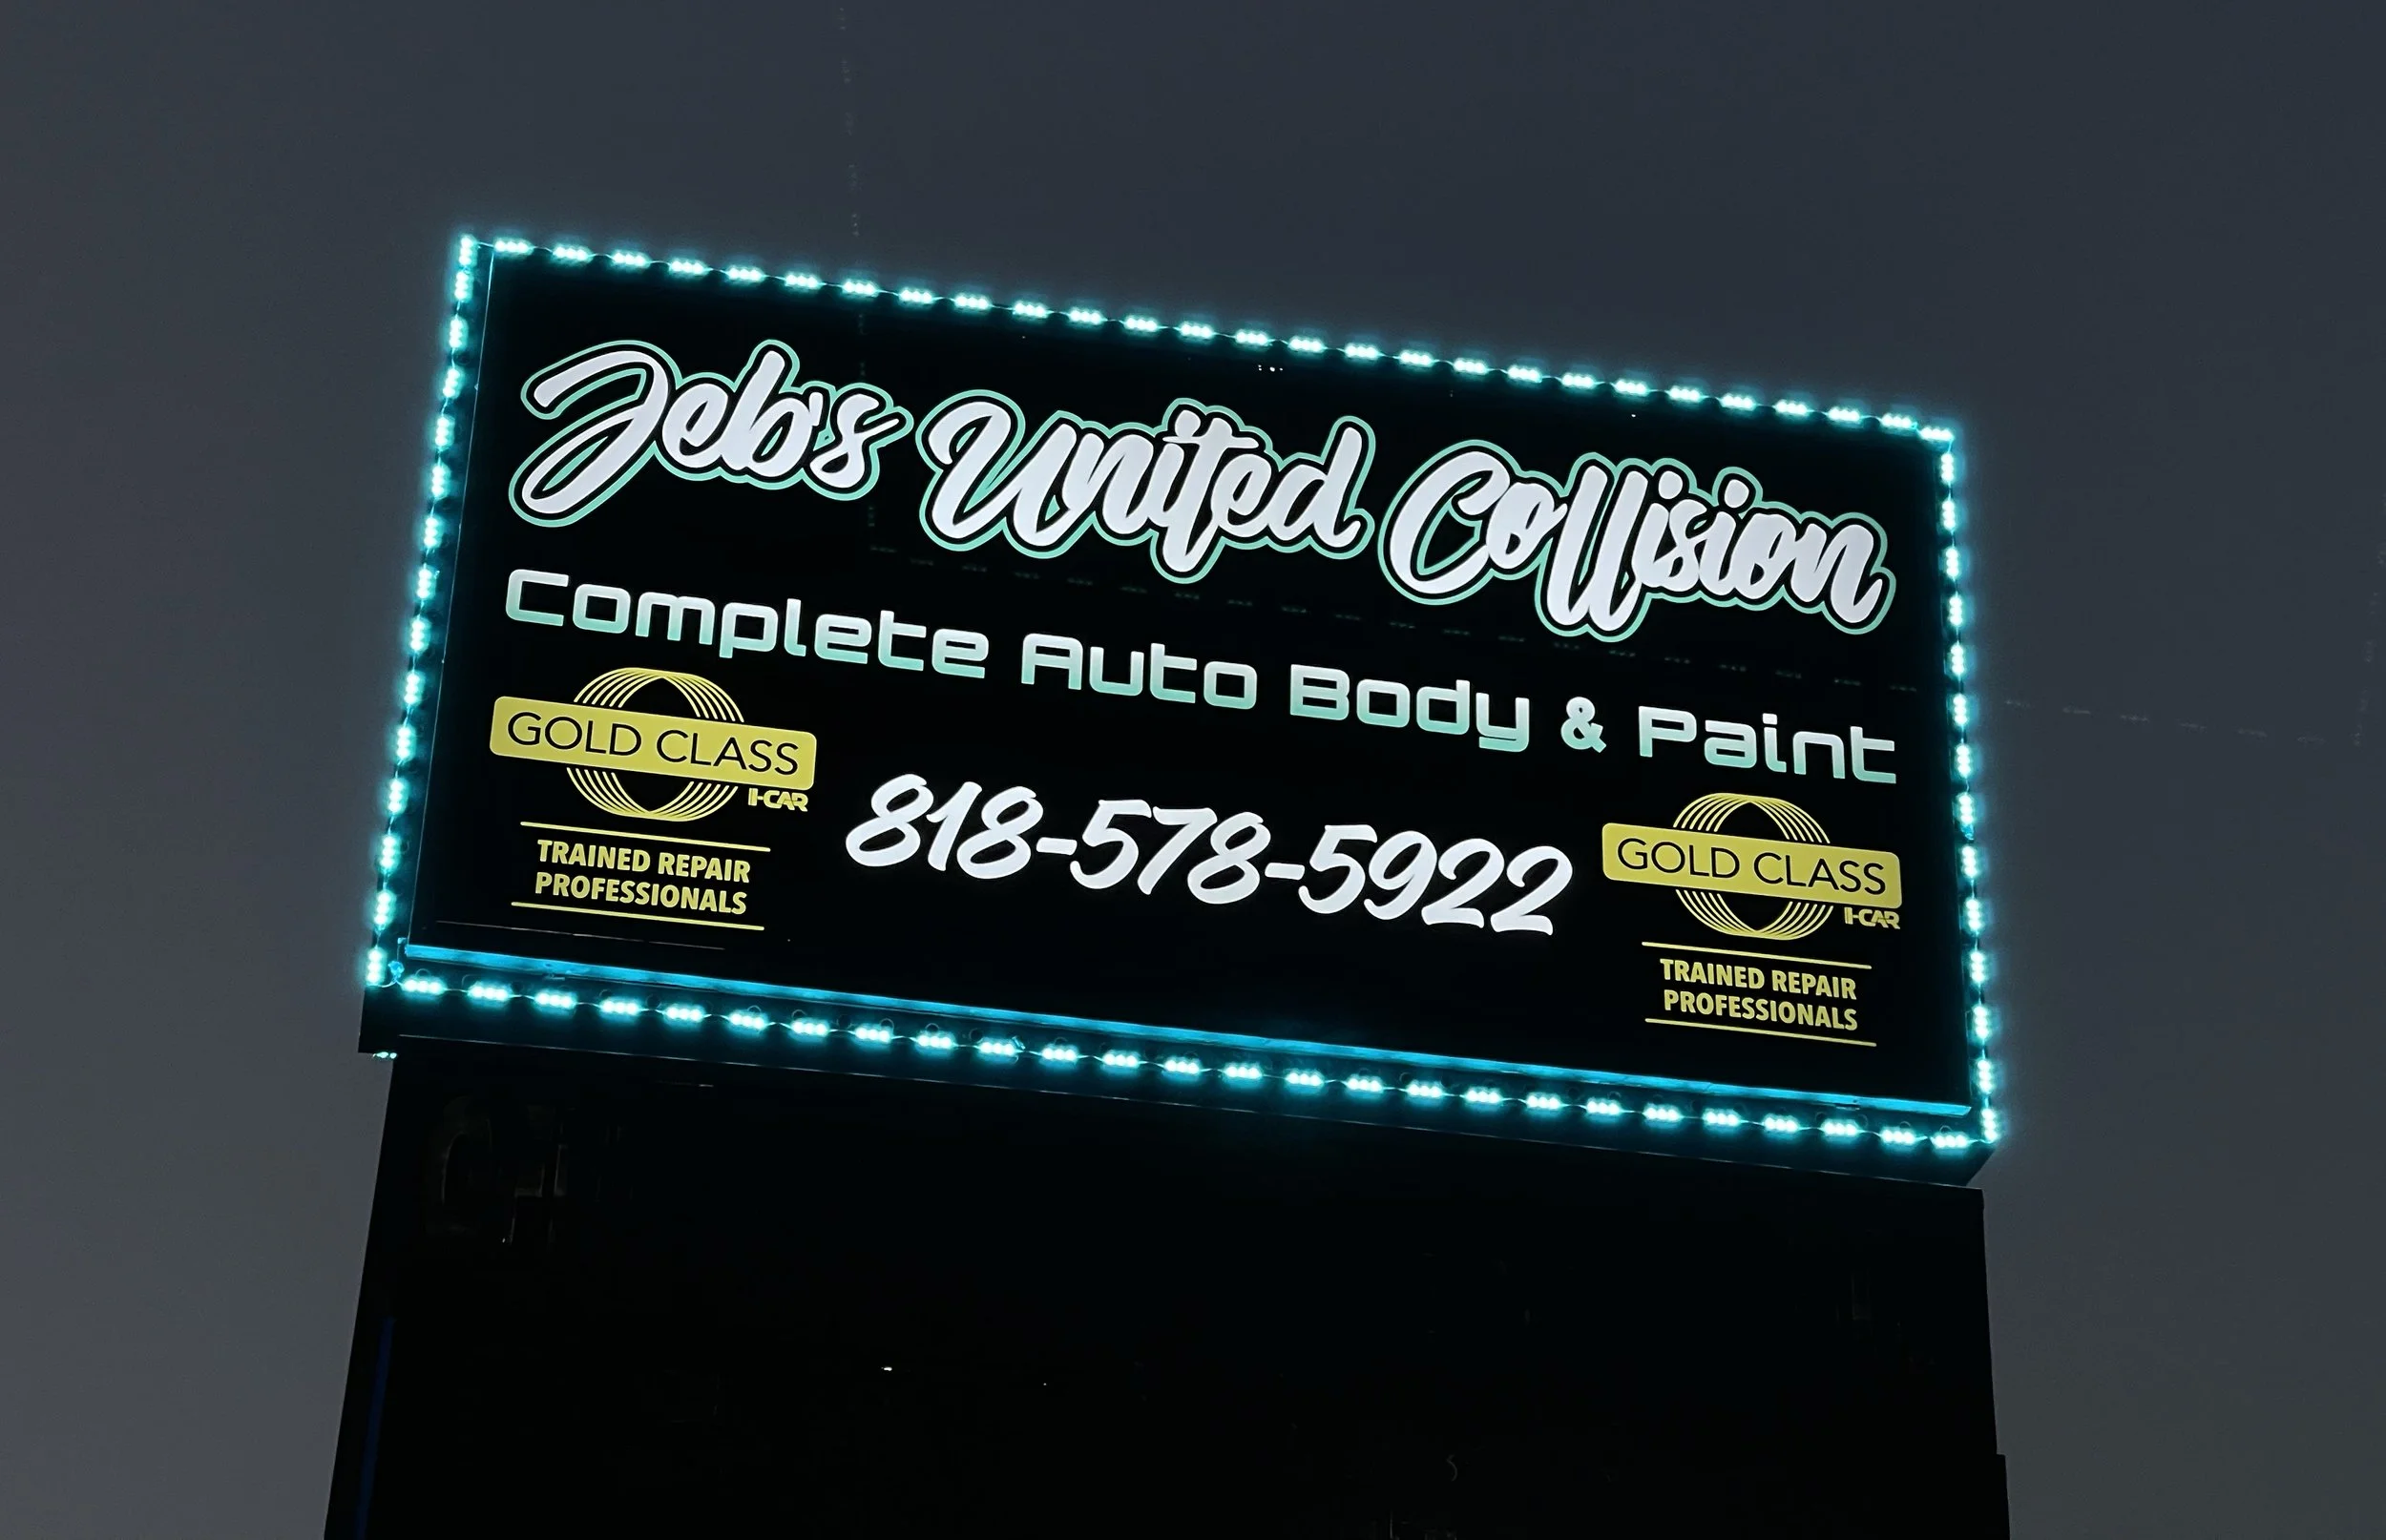 Jeb's United Collision
Complete Auto Body & Paint
GOLD CLASS
I-CAR
TRAINED REPAIR
PROFESSIONALS
818-578-5922
GOLD CLASS
I-CAR
TRAINED REPAIR
PROFESSIONALS